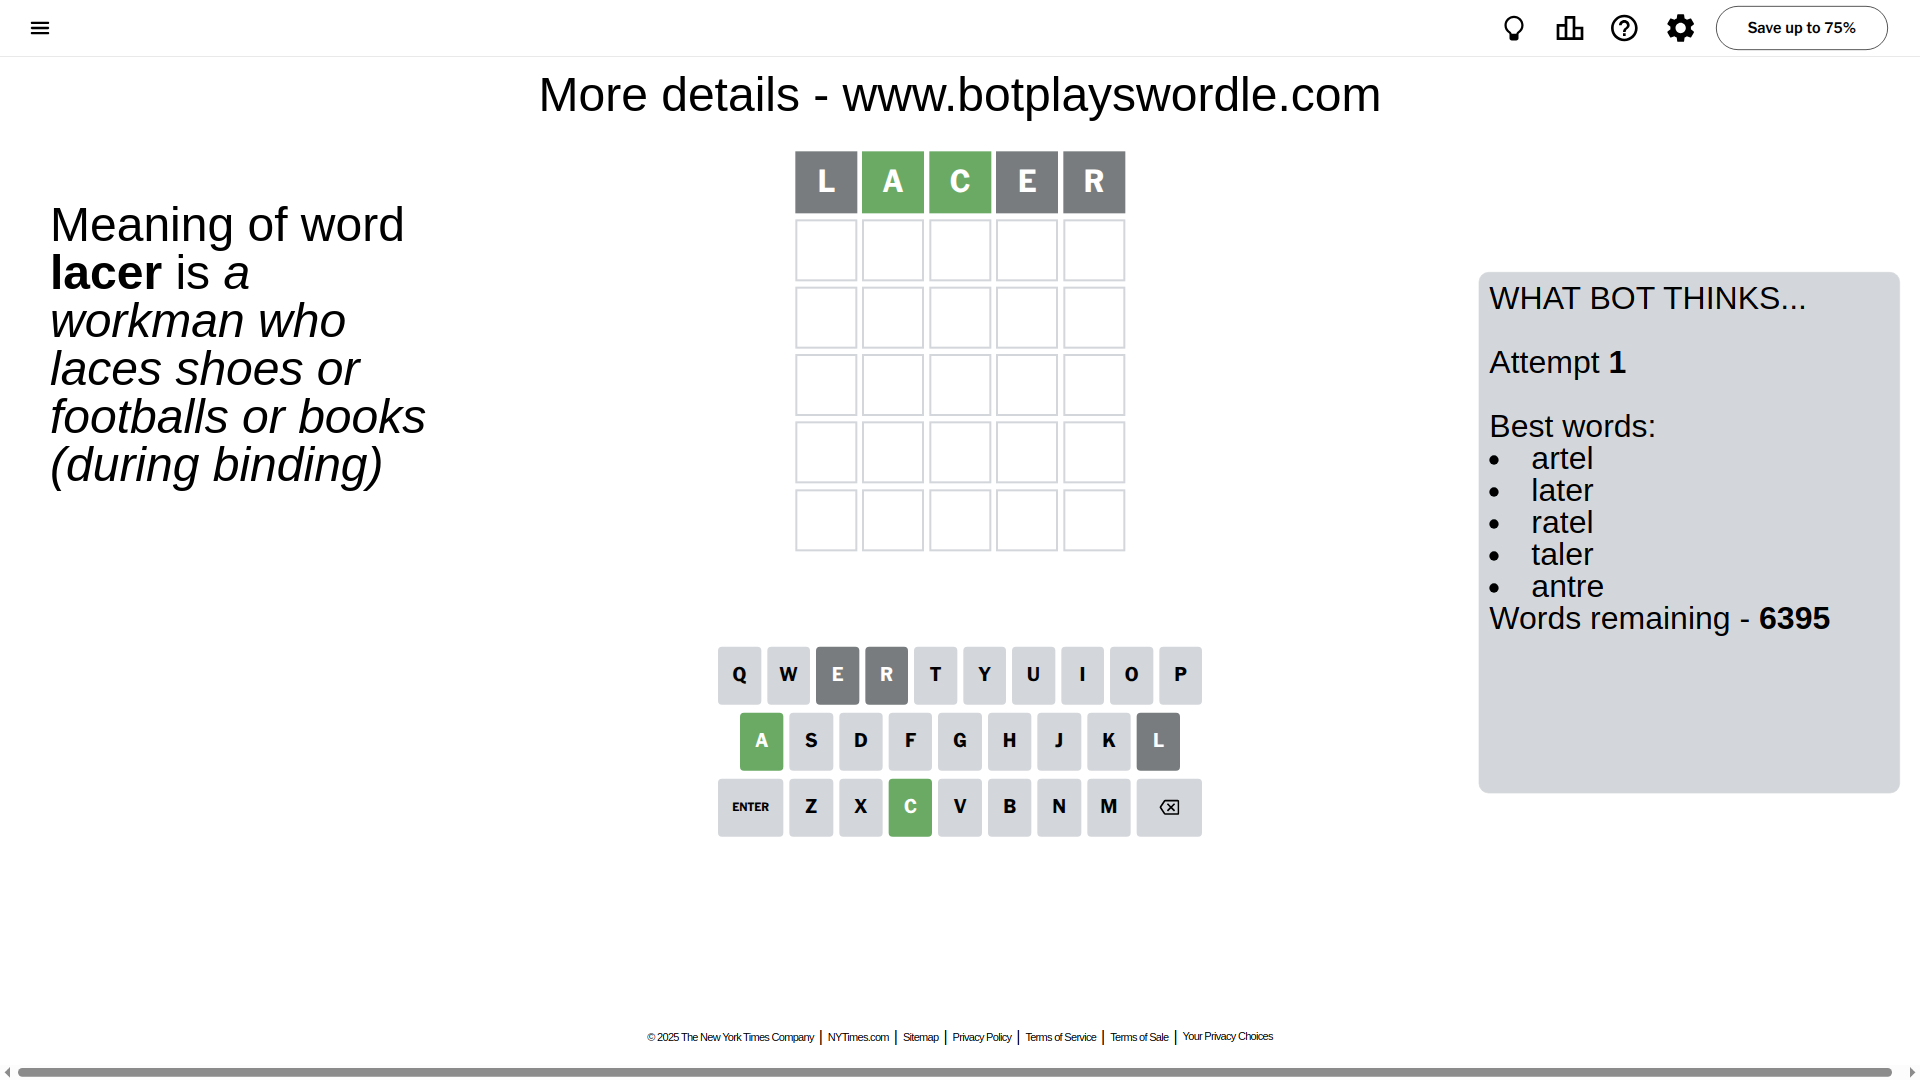 Save up to 75%
More details - www.botplayswordle.com
LACER
Meaning of word
lacer is a
workman who
laces shoes or
footballs or books
(during binding)
WHAT BOT THINKS...
Attempt 1
Best words:
• artel
• later
• ratel
• taler
• antre
Words remaining - 6395
Q W E R T Y U I O P
A S D F G H J K L
ENTER Z X C V B N M
© 2025 The New York Times Company | NYTimes.com | Sitemap | Privacy Policy | Terms of Service | Terms of Sale | Your Privacy Choices